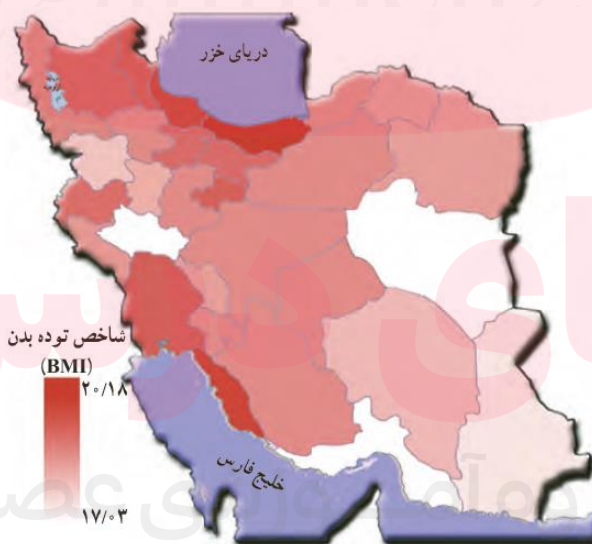 دریای خزر
شاخص توده بدن
(BMI)
۲۰/۱۸
۱۷/۰۳
خلیج فارس